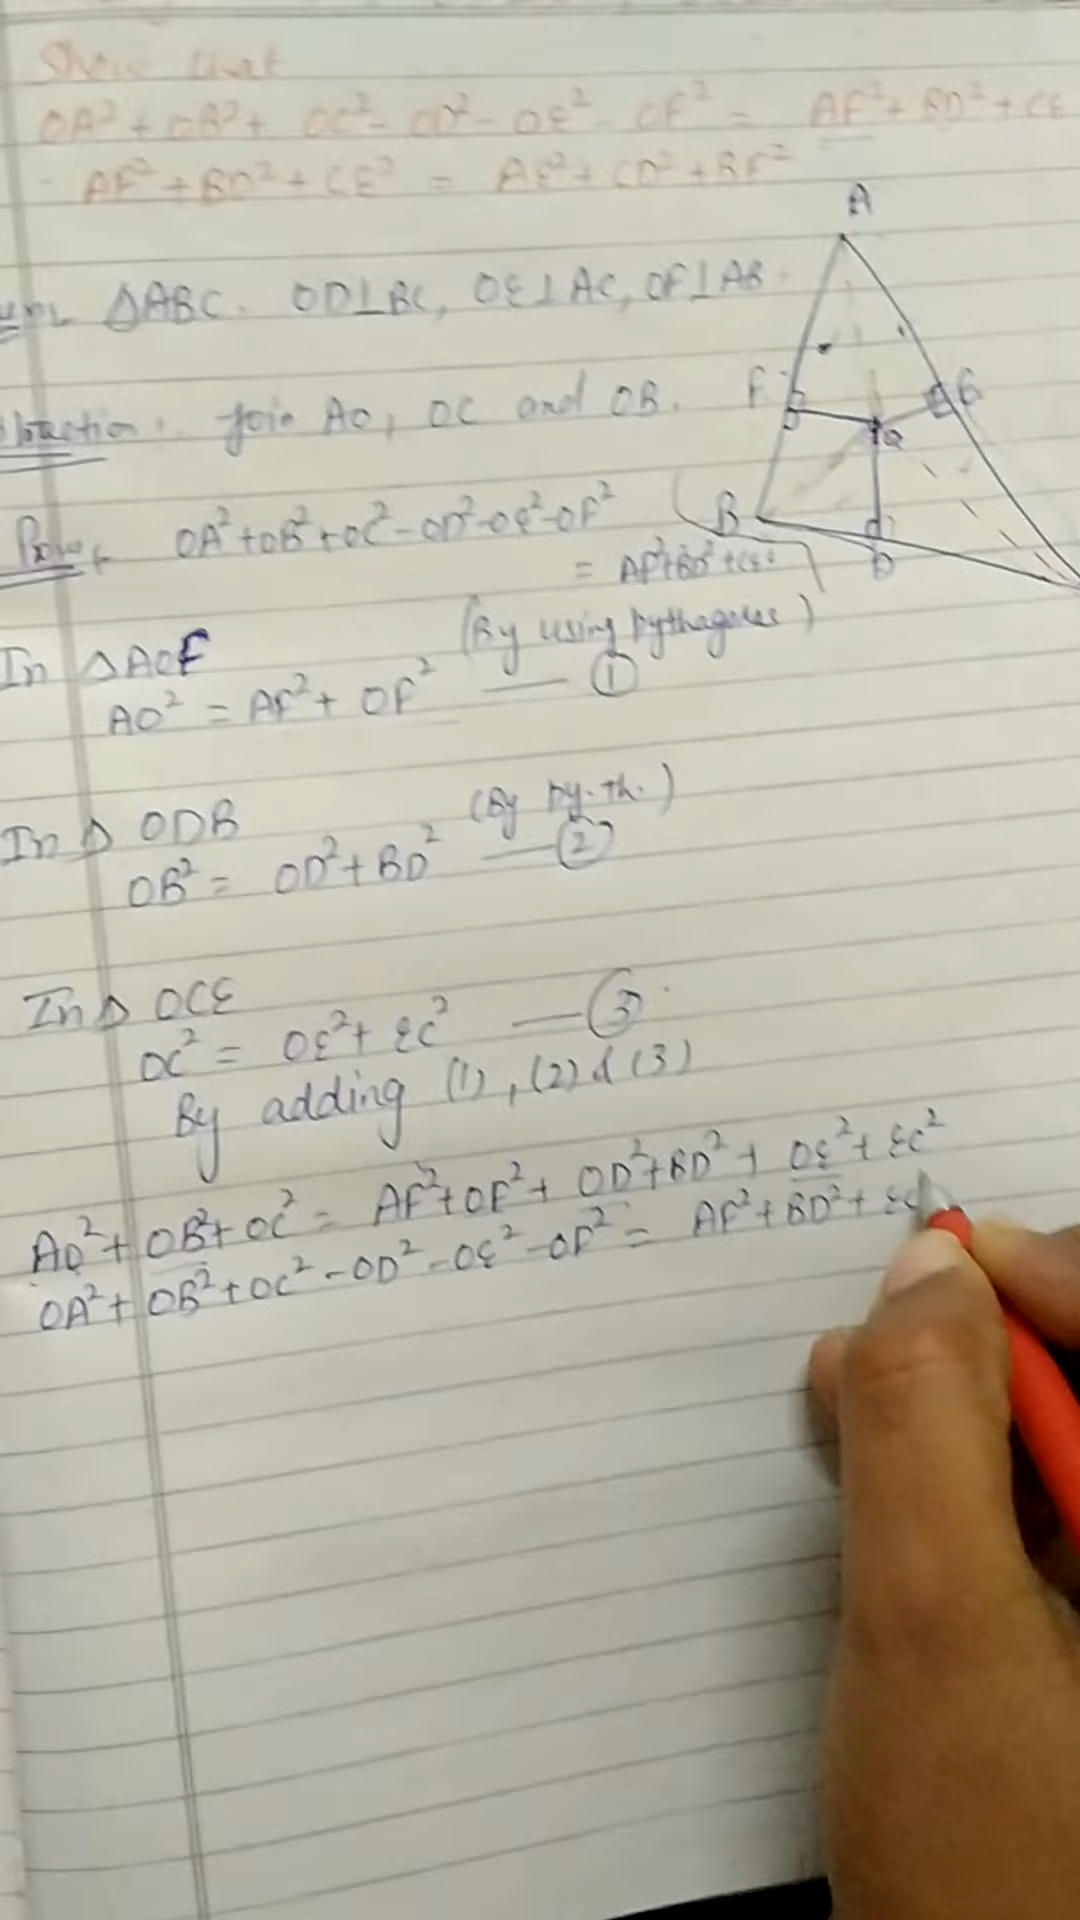 Show that
OA²+OB²+ OC²-OD²-OE²-OF² = AF²+BD²+CE
AF²+BD²+CE² = AE²+CD²+BF²
A
△ABC. OD⊥BC, OE⊥AC, OF⊥AB.
F
E
O
Join AO, OC and OB.
B
D
Prove OA²+OB²+OC²-OD²-OE²-OF²
= AF²+BD²+CE²
In △AOF (By using pythagoras)
AO² = AF²+ OF² — ①
In △ ODB (By py.th.)
OB² = OD²+BD² — ②
In △ OCE
OC² = OE²+ EC² — ③
By adding (1), (2) & (3)
AO²+OB²+OC² = AF²+OF²+ OD²+BD²+ OE²+ EC²
OA²+OB²+OC²-OD²-OE²-OF² = AF²+BD²+EC